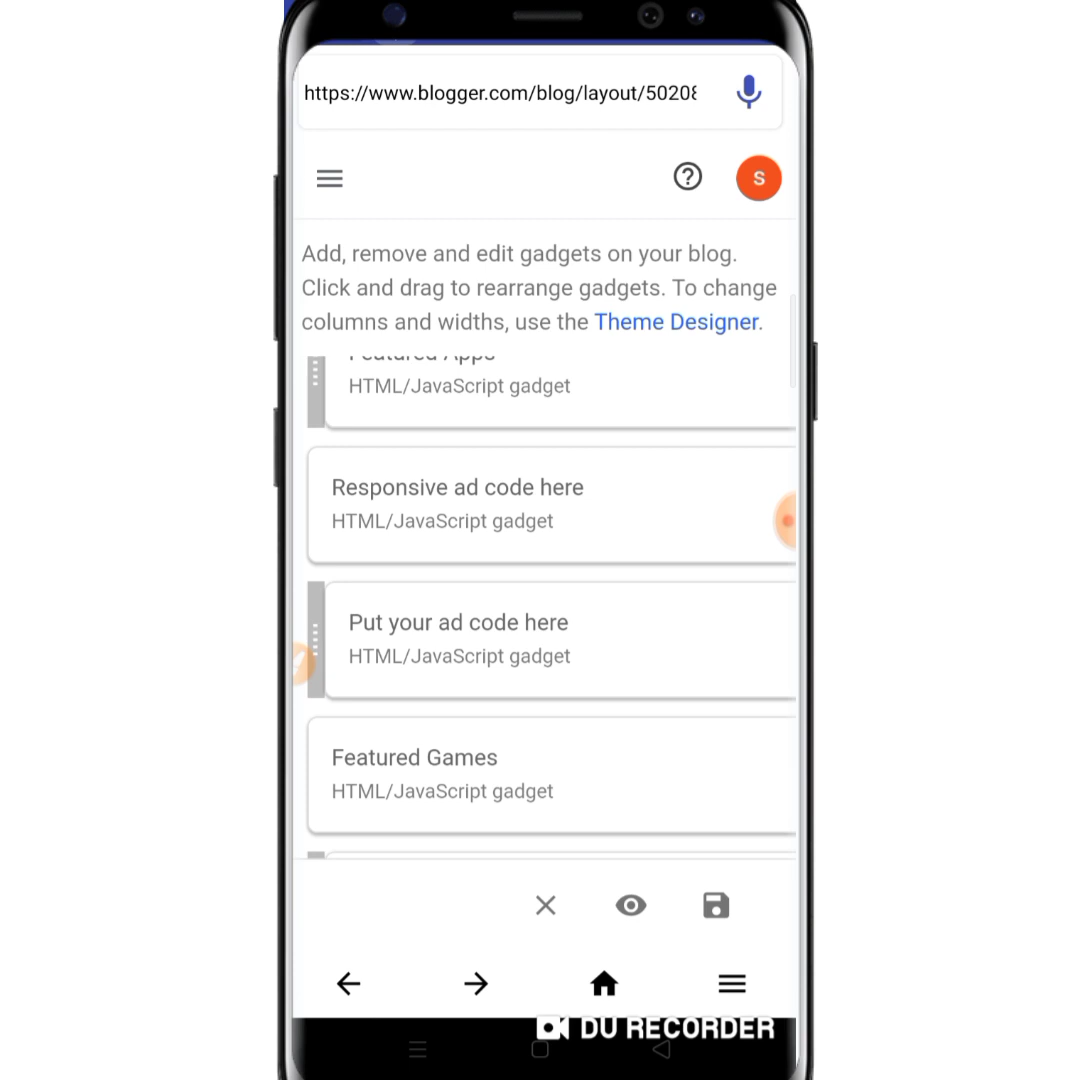 https://www.blogger.com/blog/layout/50208
?
S
Add, remove and edit gadgets on your blog.
Click and drag to rearrange gadgets. To change
columns and widths, use the Theme Designer.
Featured Apps
HTML/JavaScript gadget
Responsive ad code here
HTML/JavaScript gadget
Put your ad code here
HTML/JavaScript gadget
Featured Games
HTML/JavaScript gadget
DU RECORDER